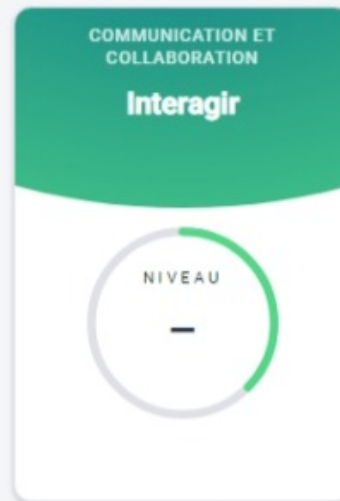 COMMUNICATION ET
COLLABORATION
Interagir
NIVEAU
–